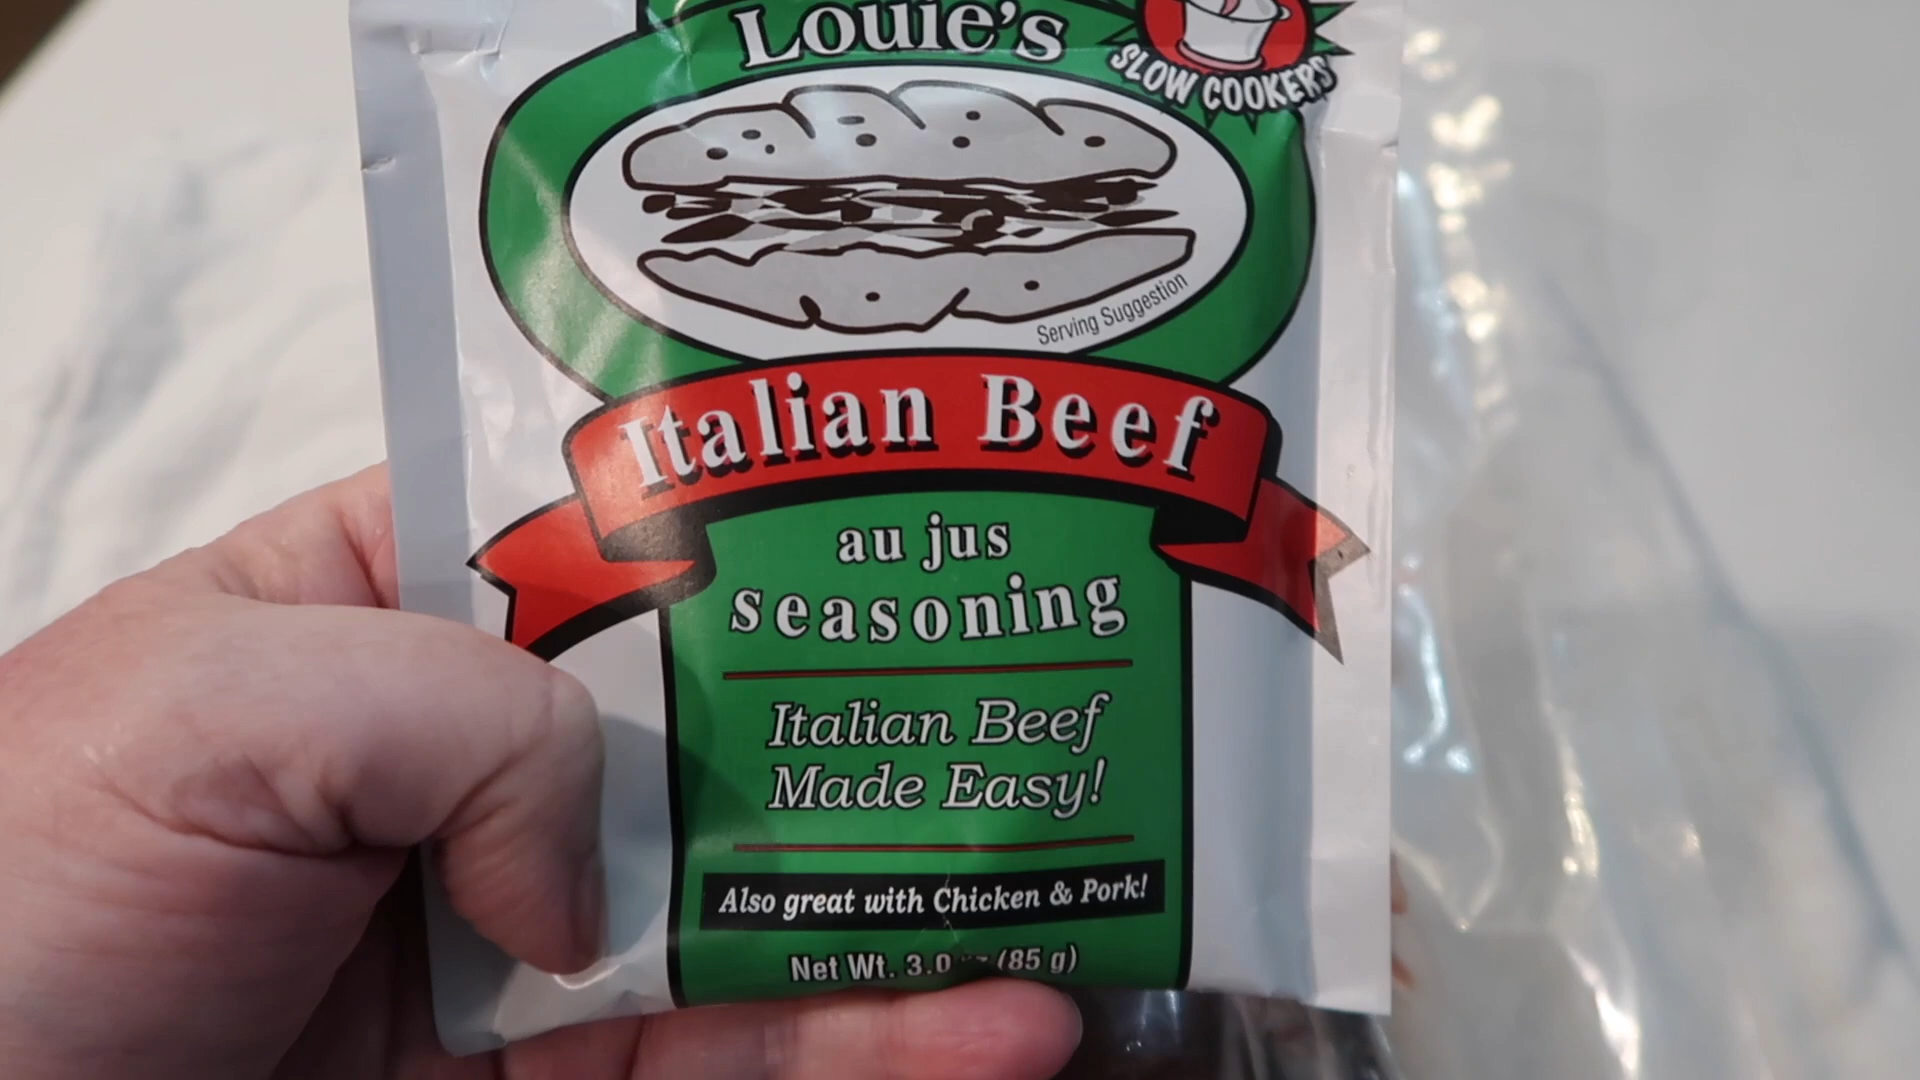 Louie's
SLOW COOKERS
Serving Suggestion
Italian Beef
au jus
seasoning
Italian Beef
Made Easy!
Also great with Chicken & Pork!
Net Wt. 3.0 (85 g)